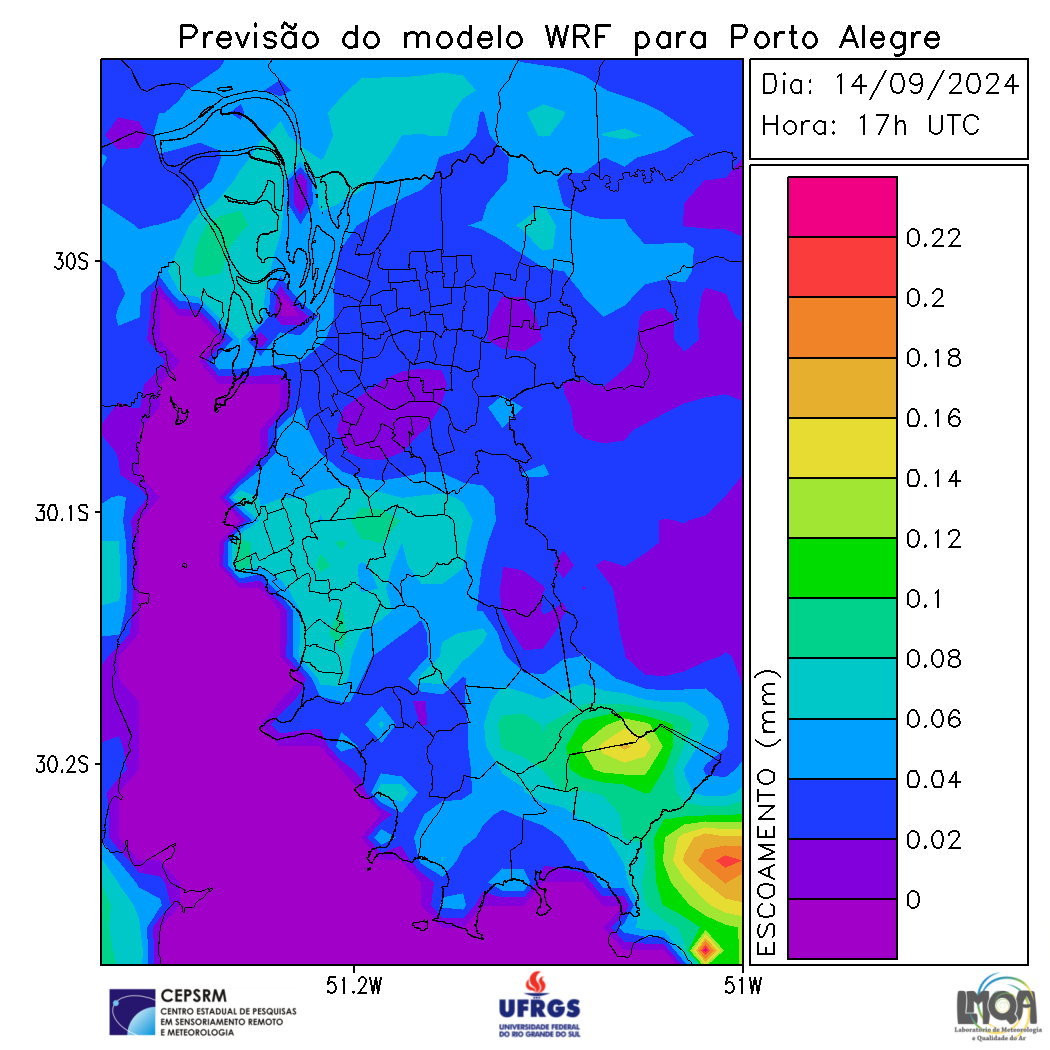 Previsão do modelo WRF para Porto Alegre
Dia: 14/09/2024
Hora: 17h UTC
30S
30.1S
30.2S
51.2W
51W
0.22
0.2
0.18
0.16
0.14
0.12
0.1
0.08
0.06
0.04
0.02
0
ESCOAMENTO (mm)
CEPSRM
CENTRO ESTADUAL DE PESQUISAS
EM SENSORIAMENTO REMOTO
E METEOROLOGIA
UFRGS
UNIVERSIDADE FEDERAL
DO RIO GRANDE DO SUL
LMQA
Laboratório de Meteorologia
e Qualidade do Ar